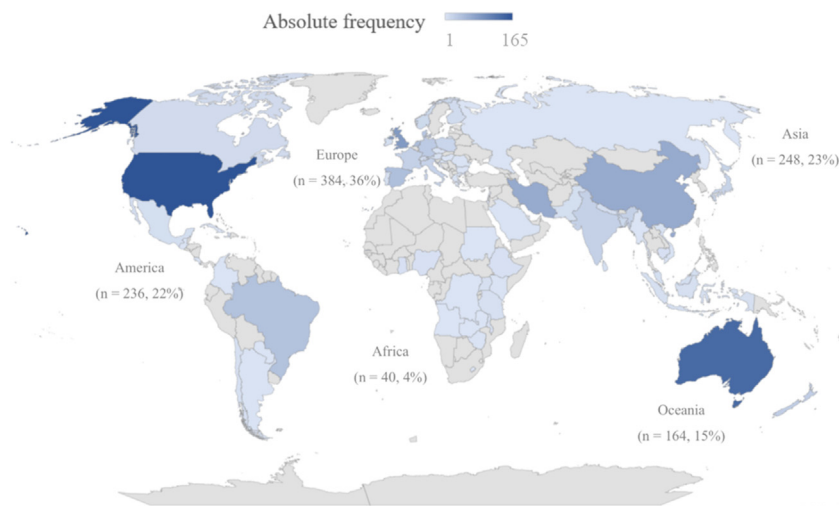 Absolute frequency
1 165
Europe
(n = 384, 36%)
Asia
(n = 248, 23%)
America
(n = 236, 22%)
Africa
(n = 40, 4%)
Oceania
(n = 164, 15%)